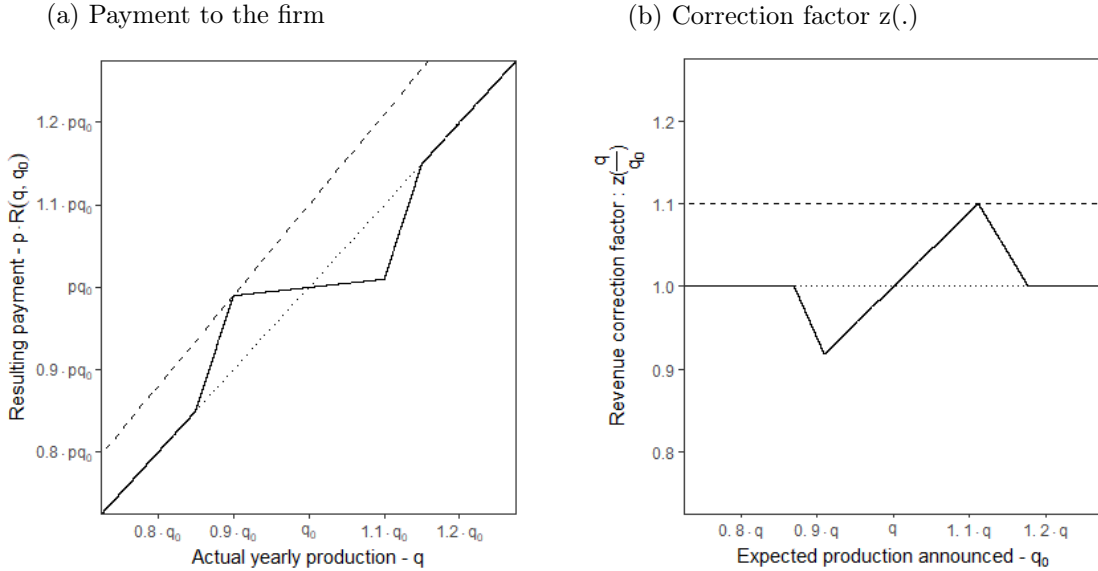 (a) Payment to the firm
(b) Correction factor z(.)
Resulting payment - p · R(q, q₀)
1.2 · pq₀
1.1 · pq₀
pq₀
0.9 · pq₀
0.8 · pq₀
0.8 · q₀
0.9 · q₀
q₀
1.1 · q₀
1.2 · q₀
Actual yearly production - q
Revenue correction factor : z(q/q₀)
1.2
1.1
1.0
0.9
0.8
0.8 · q
0.9 · q
q
1.1 · q
1.2 · q
Expected production announced - q₀